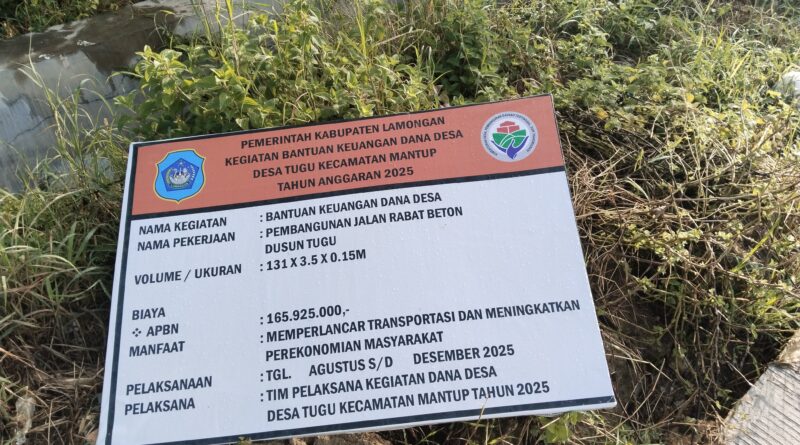 PEMERINTAH KABUPATEN LAMONGAN
KEGIATAN BANTUAN KEUANGAN DANA DESA
DESA TUGU KECAMATAN MANTUP
TAHUN ANGGARAN 2025
NAMA KEGIATAN : BANTUAN KEUANGAN DANA DESA
NAMA PEKERJAAN : PEMBANGUNAN JALAN RABAT BETON
DUSUN TUGU
VOLUME / UKURAN : 131 X 3.5 X 0.15M
BIAYA
❖ APBN : 165.925.000,-
MANFAAT : MEMPERLANCAR TRANSPORTASI DAN MENINGKATKAN
PEREKONOMIAN MASYARAKAT
PELAKSANAAN : TGL. AGUSTUS S/D DESEMBER 2025
PELAKSANA : TIM PELAKSANA KEGIATAN DANA DESA
DESA TUGU KECAMATAN MANTUP TAHUN 2025